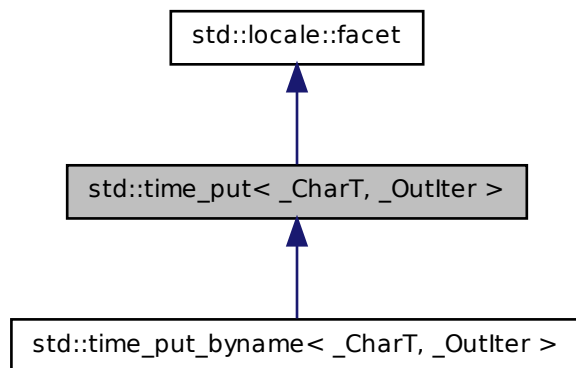 std::locale::facet
std::time_put< _CharT, _OutIter >
std::time_put_byname< _CharT, _OutIter >